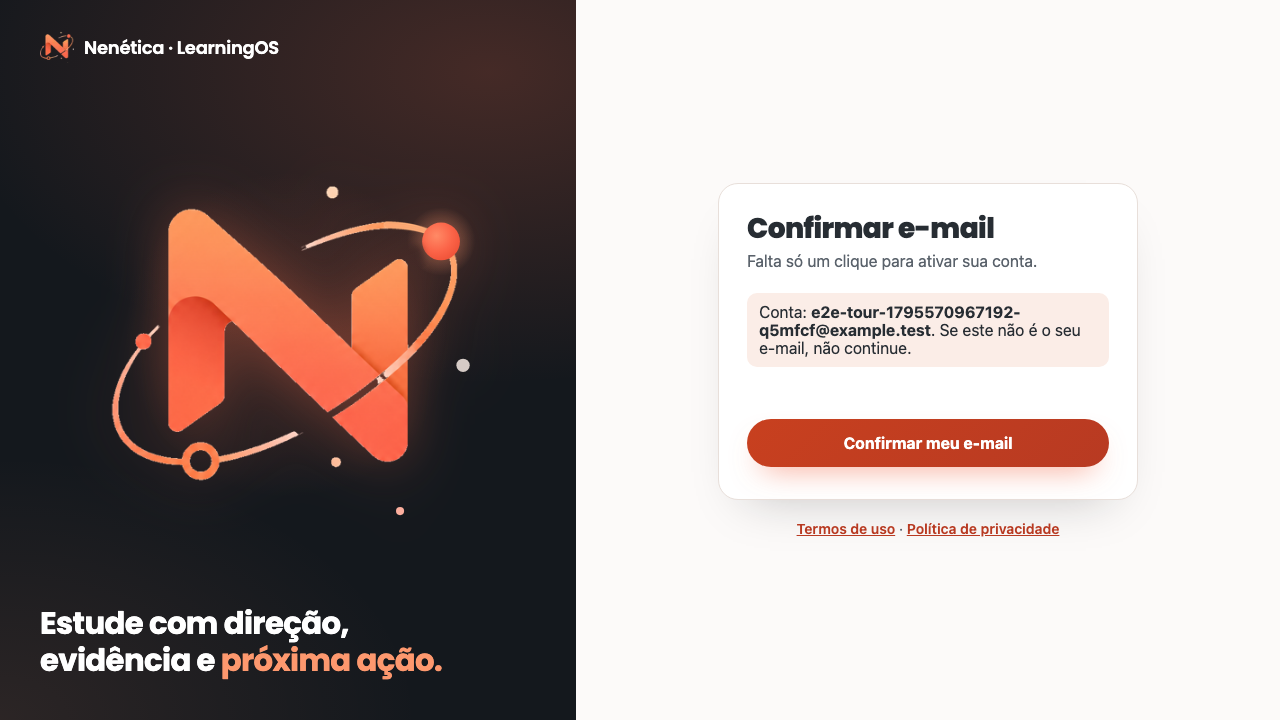 Nenética · LearningOS
Estude com direção,
evidência e próxima ação.
Confirmar e-mail
Falta só um clique para ativar sua conta.
Conta: e2e-tour-1795570967192-
q5mfcf@example.test. Se este não é o seu
e-mail, não continue.
Confirmar meu e-mail
Termos de uso · Política de privacidade